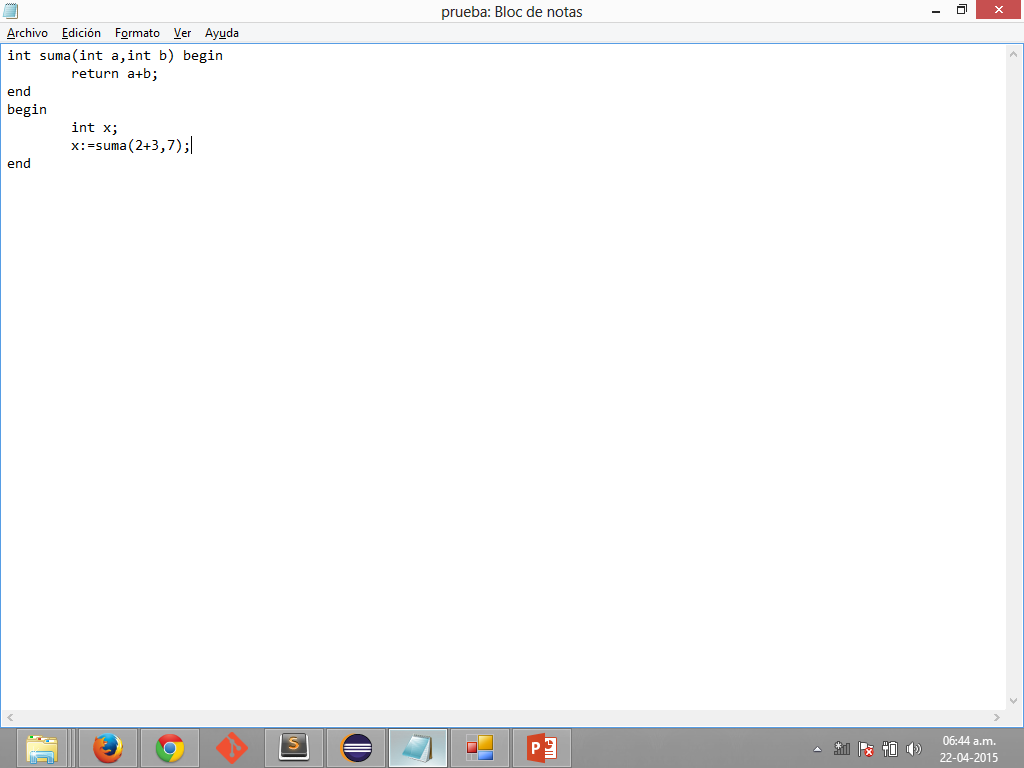 prueba: Bloc de notas
Archivo Edición Formato Ver Ayuda
int suma(int a,int b) begin
        return a+b;
end
begin
        int x;
        x:=suma(2+3,7);
end
S
P
06:44 a.m.
22-04-2015